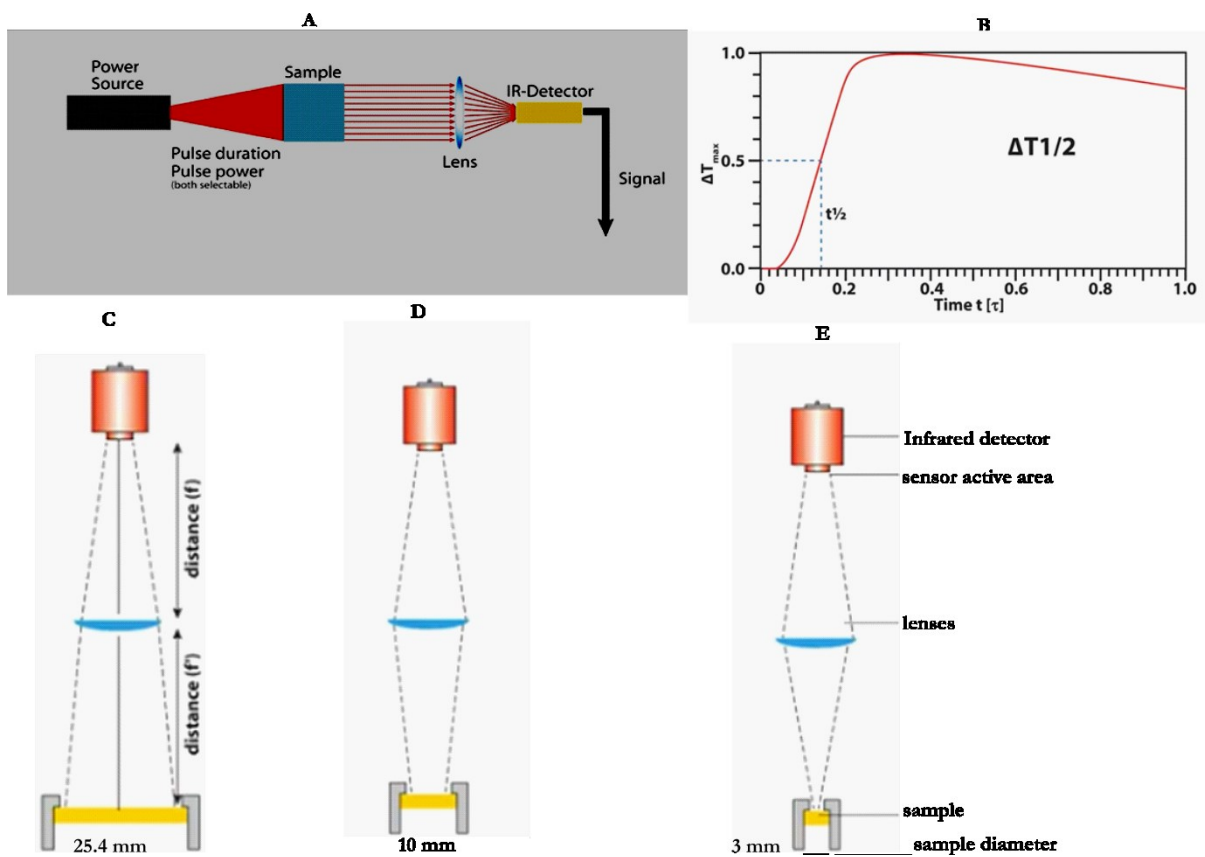 A
Power
Source
Sample
IR-Detector
Pulse duration
Pulse power
(both selectable)
Lens
Signal
B
1.0
0.5
0.0
ΔTmax
ΔT1/2
t½
0
0.2
0.4
0.6
0.8
1.0
Time t [τ]
C
distance (f)
distance (f')
25.4 mm
D
10 mm
E
Infrared detector
sensor active area
lenses
sample
3 mm
sample diameter